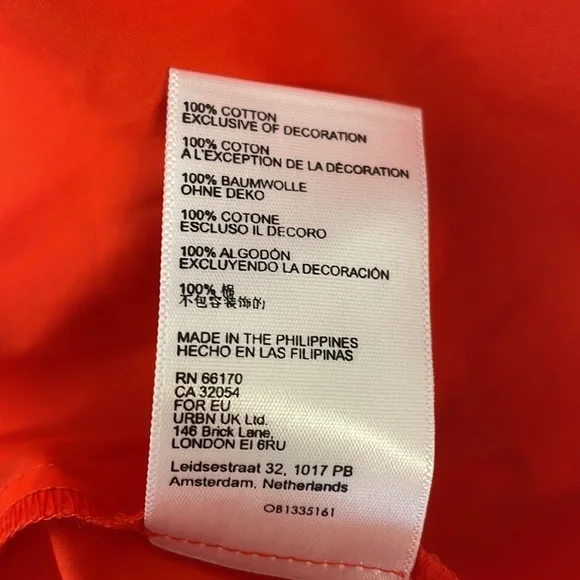 100% COTTON
EXCLUSIVE OF DECORATION
100% COTON
A L'EXCEPTION DE LA DÉCORATION
100% BAUMWOLLE
OHNE DEKO
100% COTONE
ESCLUSO IL DECORO
100% ALGODÓN
EXCLUYENDO LA DECORACIÓN
100% 棉
不包容装饰的
MADE IN THE PHILIPPINES
HECHO EN LAS FILIPINAS
RN 66170
CA 32054
FOR EU
URBN UK Ltd.
146 Brick Lane,
LONDON EI 6RU
Leidsestraat 32, 1017 PB
Amsterdam, Netherlands
OB1335161